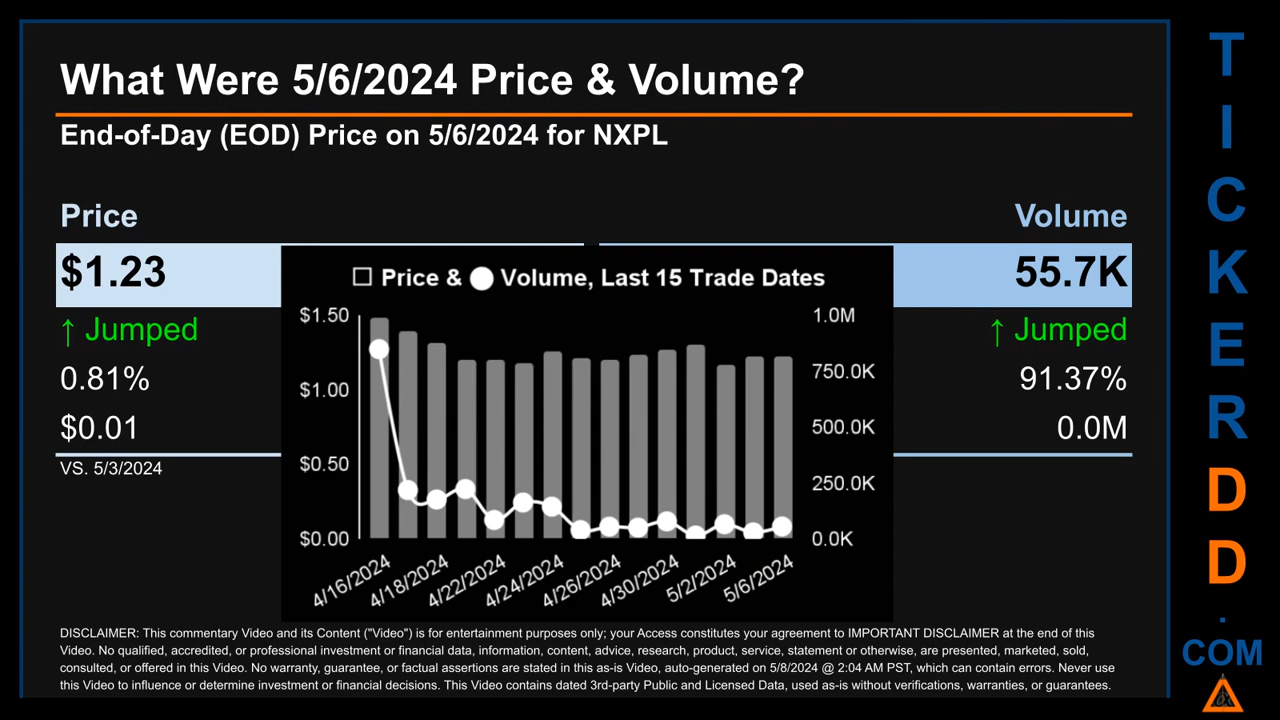 What Were 5/6/2024 Price & Volume?
End-of-Day (EOD) Price on 5/6/2024 for NXPL
Price
Volume
$1.23
55.7K
↑ Jumped
↑ Jumped
0.81%
91.37%
$0.01
0.0M
VS. 5/3/2024
Price & Volume, Last 15 Trade Dates
$1.50
$1.00
$0.50
$0.00
1.0M
750.0K
500.0K
250.0K
0.0K
4/16/2024
4/18/2024
4/22/2024
4/24/2024
4/26/2024
4/30/2024
5/2/2024
5/6/2024
DISCLAIMER: This commentary Video and its Content ("Video") is for entertainment purposes only; your Access constitutes your agreement to IMPORTANT DISCLAIMER at the end of this
Video. No qualified, accredited, or professional investment or financial data, information, content, advice, research, product, service, statement or otherwise, are presented, marketed, sold,
consulted, or offered in this Video. No warranty, guarantee, or factual assertions are stated in this as-is Video, auto-generated on 5/8/2024 @ 2:04 AM PST, which can contain errors. Never use
this Video to influence or determine investment or financial decisions. This Video contains dated 3rd-party Public and Licensed Data, used as-is without verifications, warranties, or guarantees.
T
I
C
K
E
R
D
D
.
COM